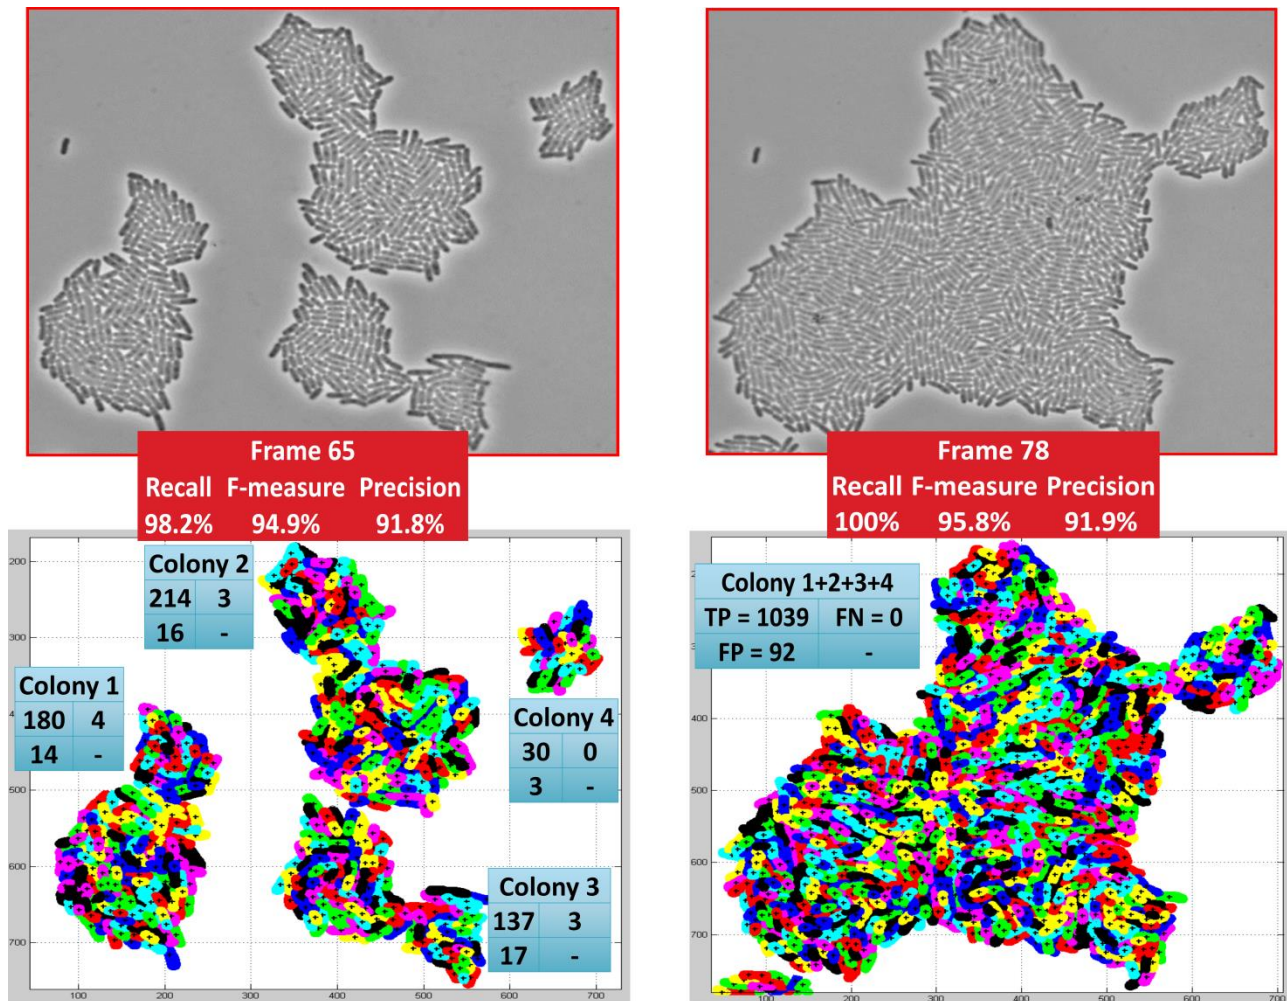 Frame 65
Recall F-measure Precision
98.2% 94.9% 91.8%
Frame 78
Recall F-measure Precision
100% 95.8% 91.9%
Colony 2
214 3
16 -
Colony 1
180 4
14 -
Colony 4
30 0
3 -
Colony 3
137 3
17 -
200
300
500
600
700
100 200 300 400 500 600 700
Colony 1+2+3+4
TP = 1039 FN = 0
FP = 92 -
400
500
600
700
100 200 300 400 500 600 700